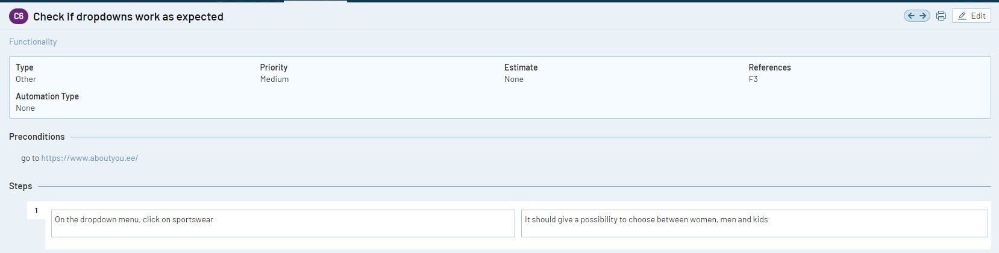 C6 Check if dropdowns work as expected
Edit
Functionality
Type Priority Estimate References
Other Medium None F3
Automation Type
None
Preconditions
go to https://www.aboutyou.ee/
Steps
1
On the dropdown menu, click on sportswear
It should give a possibility to choose between women, men and kids